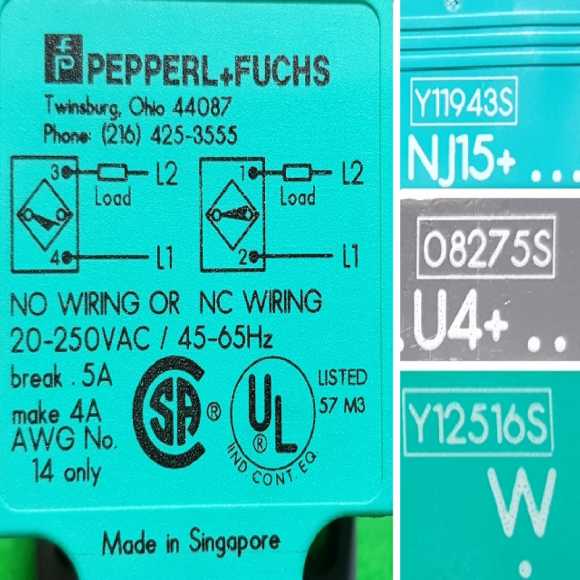 PEPPERL+FUCHS
Twinsburg, Ohio 44087
Phone: (216) 425-3555
3 L2
Load
4 L1
1 L2
Load
2 L1
NO WIRING OR NC WIRING
20-250VAC / 45-65Hz
break .5A
make 4A
AWG No.
14 only
SA ®
UL ®
IND CONT. EQ
LISTED
57 M3
Made in Singapore
Y11943S
NJ15+ ...
08275S
.U4+ ..
Y12516S
W